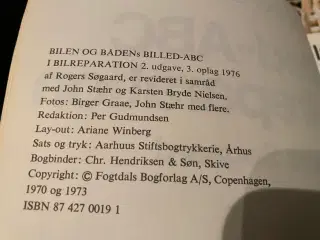 BILEN OG BÅDENs BILLED-ABC
I BILREPARATION 2. udgave, 3. oplag 1976
af Rogers Søgaard, er revideret i samråd
med John Stæhr og Karsten Bryde Nielsen.
Fotos: Birger Graae, John Stæhr med flere.
Redaktion: Per Gudmundsen
Lay-out: Ariane Winberg
Sats og tryk: Aarhuus Stiftsbogtrykkerie, Århus
Bogbinder: Chr. Hendriksen & Søn, Skive
Copyright: © Fogtdals Bogforlag A/S, Copenhagen,
1970 og 1973
ISBN 87 427 0019 1